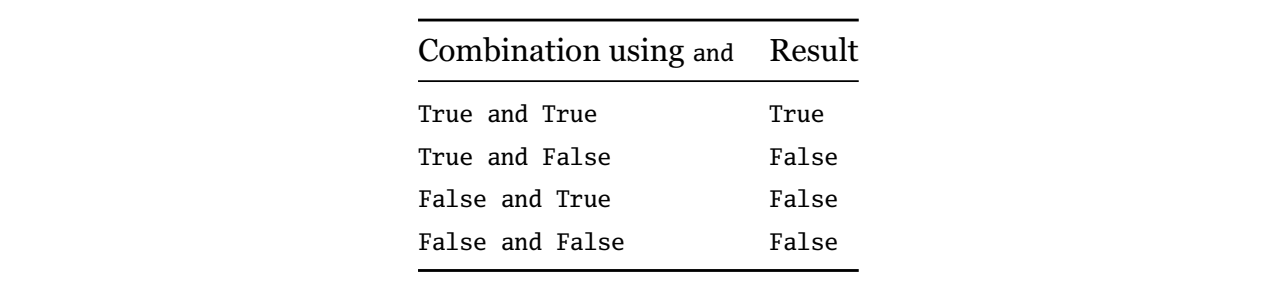 Combination using and Result
True and True True
True and False False
False and True False
False and False False